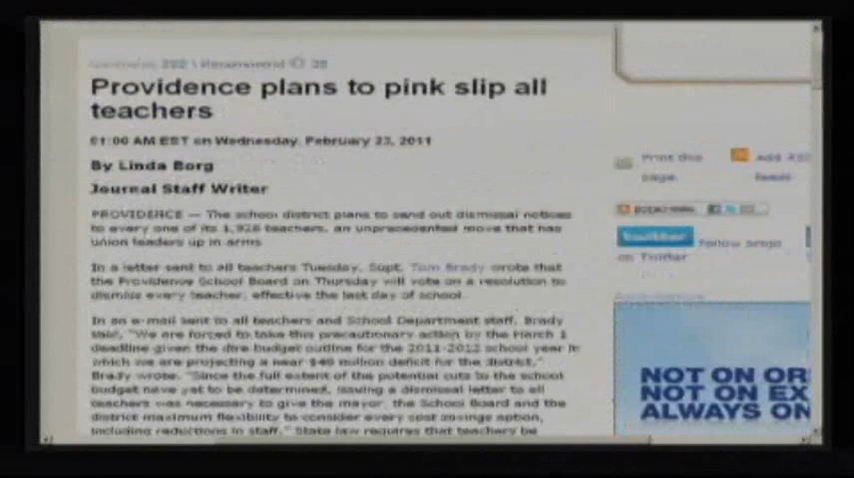 Providence plans to pink slip all
teachers
01:00 AM EST on Wednesday, February 23, 2011
By Linda Borg
Journal Staff Writer
PROVIDENCE — The school district plans to send out dismissal notices
to every one of its 1,926 teachers, an unprecedented move that has
union leaders up in arms
In a letter sent to all teachers Tuesday, Supt. Tom Brady wrote that
the Providence School Board on Thursday will vote on a resolution to
dismiss every teacher, effective the last day of school.
In an e-mail sent to all teachers and School Department staff, Brady
said, "We are forced to take this precautionary action by the March 1
deadline given the dire budget outline for the 2011-2012 school year in
which we are projecting a near $40 million deficit for the district,"
Brady wrote. "Since the full extent of the potential cuts to the school
budget have yet to be determined, issuing a dismissal letter to all
teachers was necessary to give the mayor, the School Board and the
district maximum flexibility to consider every cost savings option,
including reductions in staff." State law requires that teachers be
Print this
page
Add RSS
feeds
twitter
Follow projo
on Twitter
NOT ON OR
NOT ON EX
ALWAYS ON